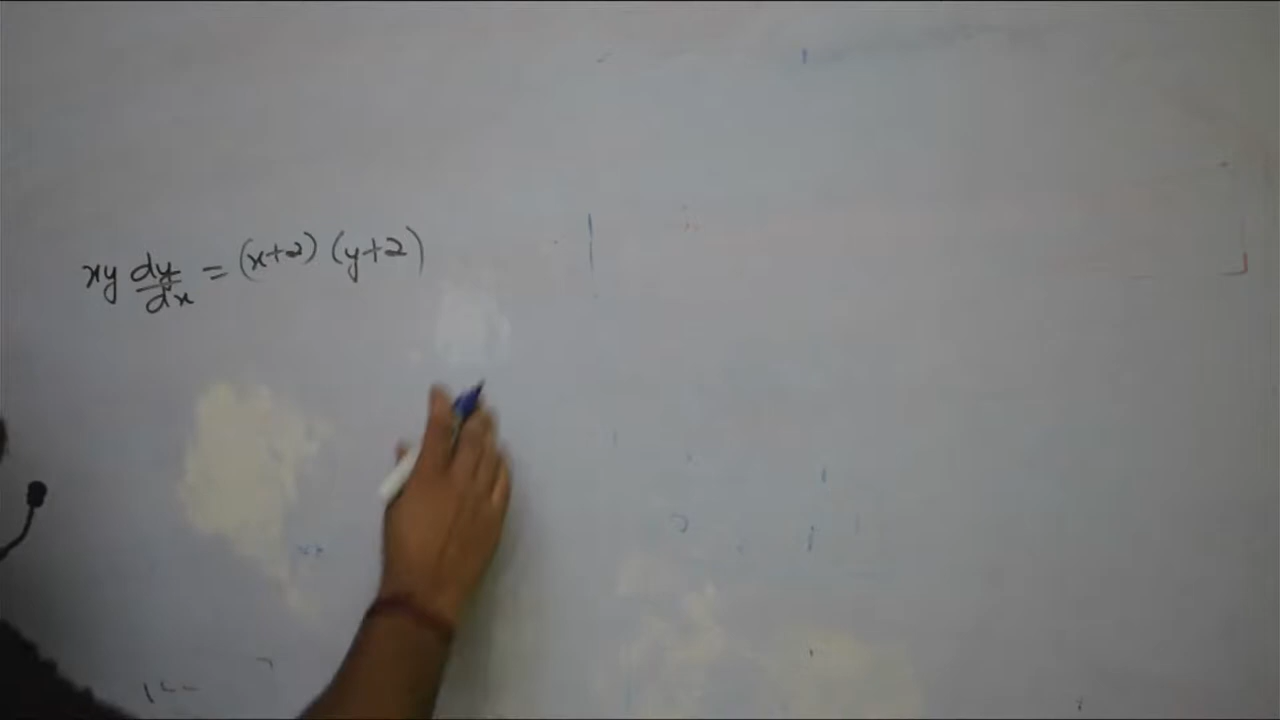 xy dy/dx = (x+2) (y+2)